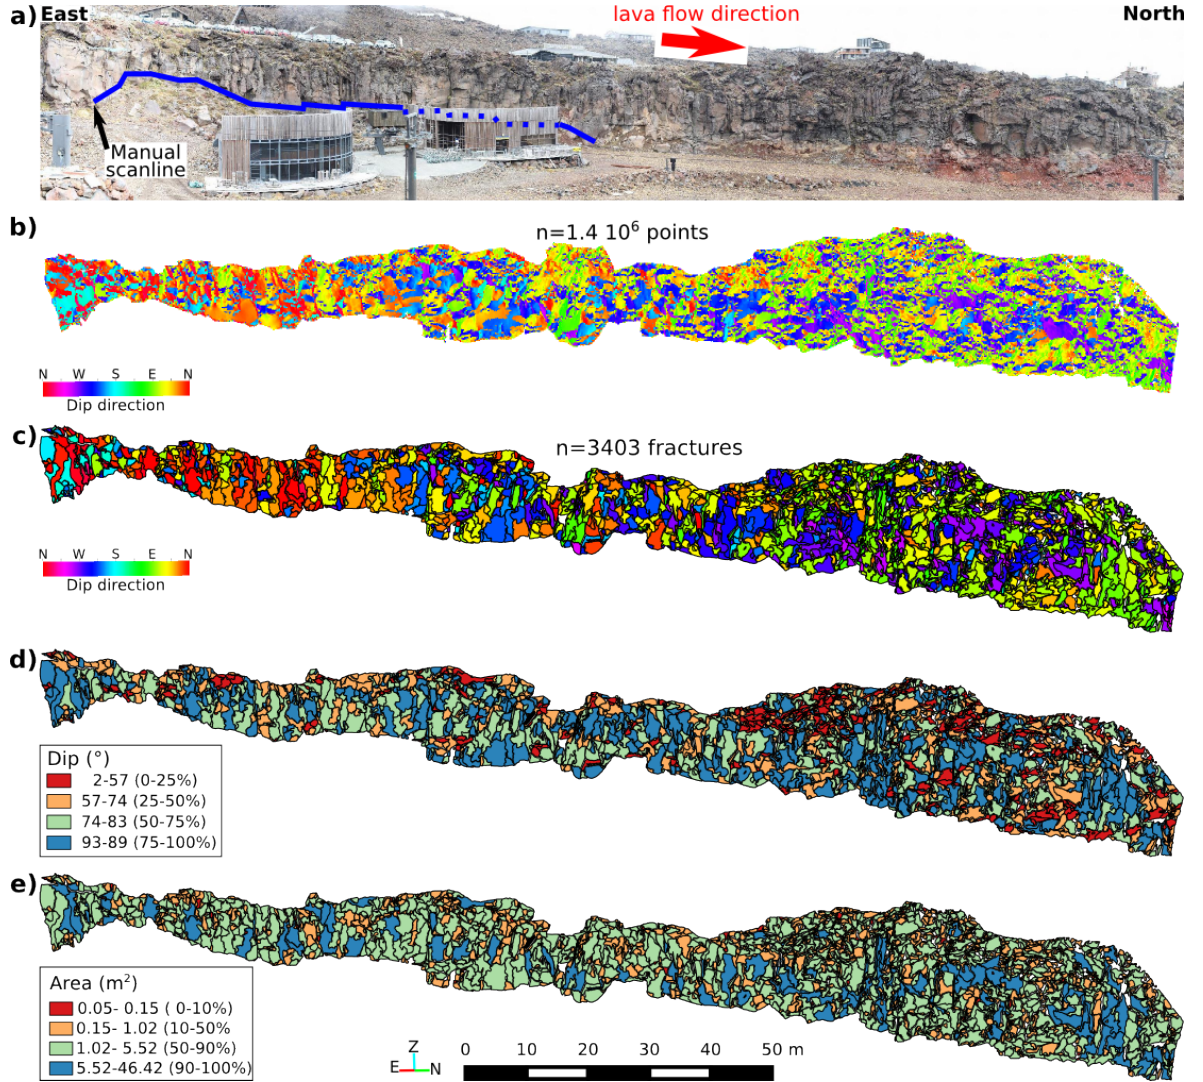 a) East
lava flow direction
North
Manual
scanline
b)
n=1.4 10⁶ points
N W S E N
Dip direction
c)
n=3403 fractures
N W S E N
Dip direction
d)
Dip (°)
2-57 (0-25%)
57-74 (25-50%)
74-83 (50-75%)
93-89 (75-100%)
e)
Area (m²)
0.05- 0.15 ( 0-10%)
0.15- 1.02 (10-50%
1.02- 5.52 (50-90%)
5.52-46.42 (90-100%)
Z
E N
0 10 20 30 40 50 m